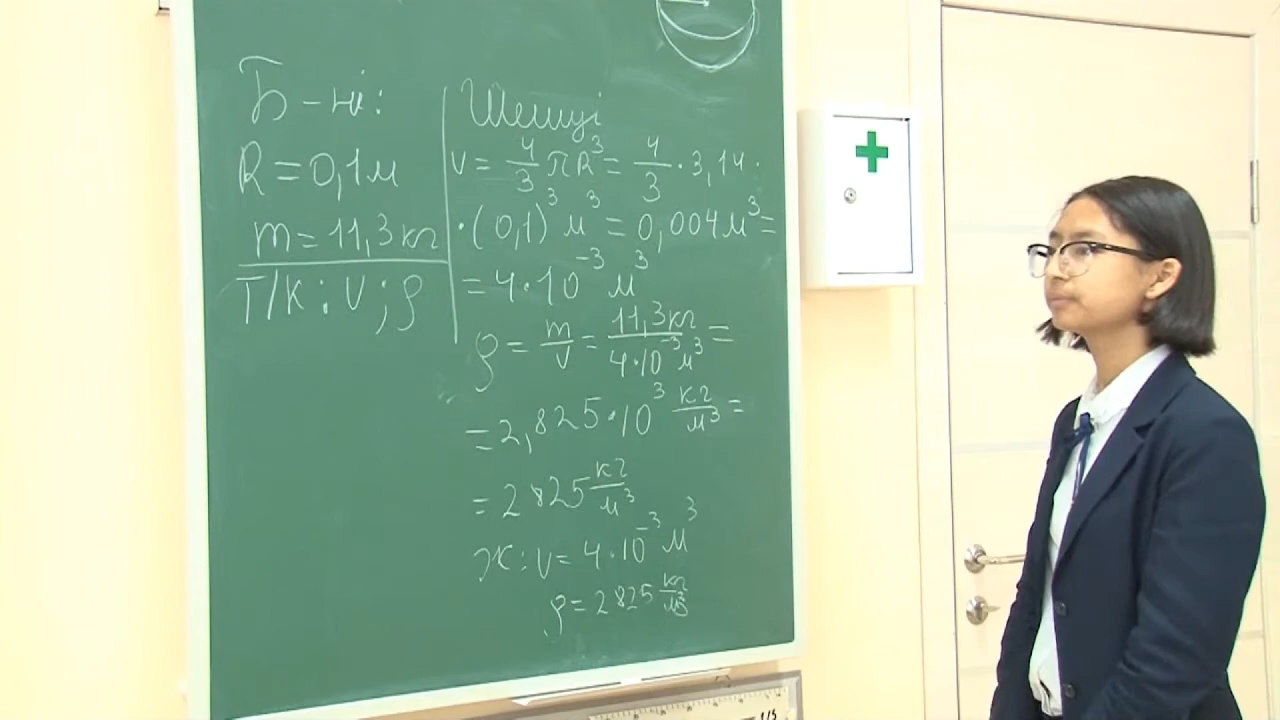 Б-ні:
R = 0,1м
m = 11,3кг
Т/К: V; ρ
Шешуі
V = 4/3 πR³ = 4/3 · 3,14 ·
· (0,1)³ м³ = 0,004м³ =
= 4·10⁻³ м³
ρ = m/V = 11,3кг / 4·10⁻³ м³ =
= 2,825·10³ кг/м³ =
= 2825 кг/м³
Ж: V = 4·10⁻³ м³
ρ = 2825 кг/м³